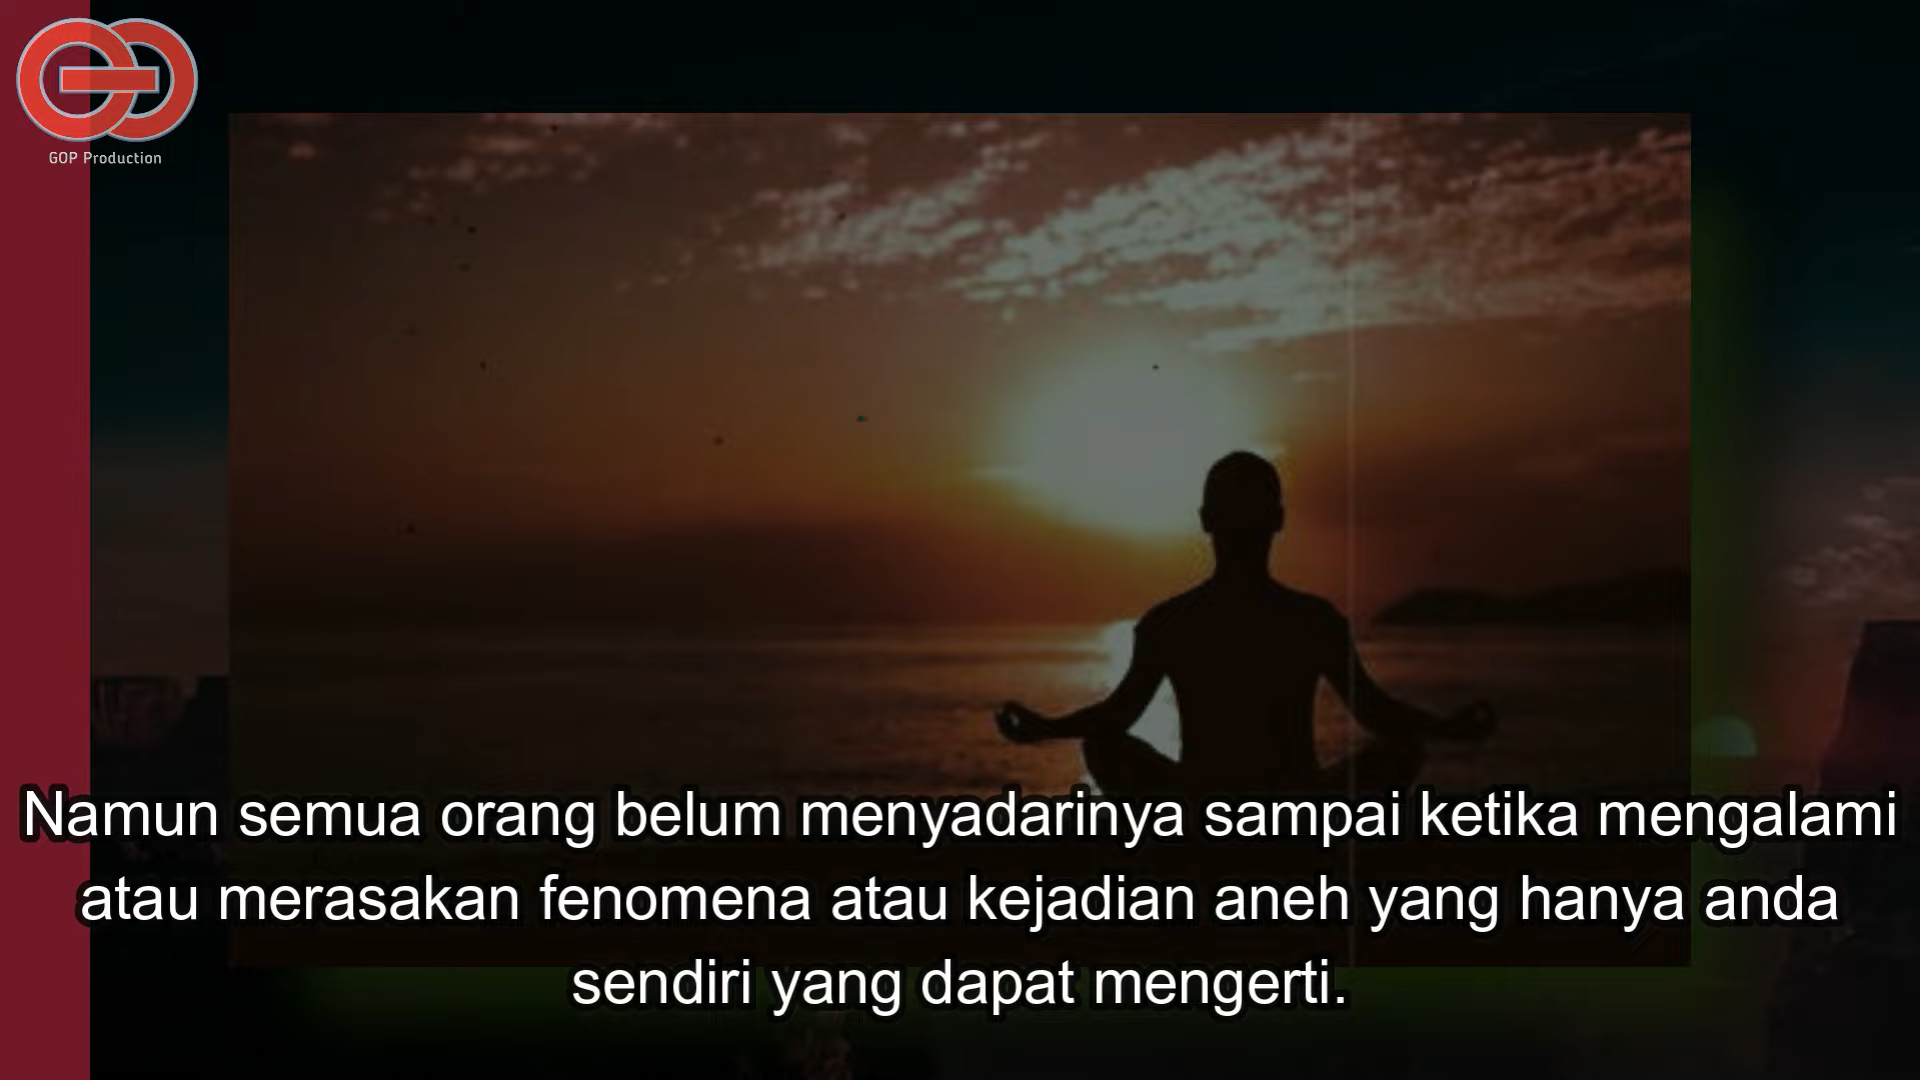 GOP Production
Namun semua orang belum menyadarinya sampai ketika mengalami
atau merasakan fenomena atau kejadian aneh yang hanya anda
sendiri yang dapat mengerti.